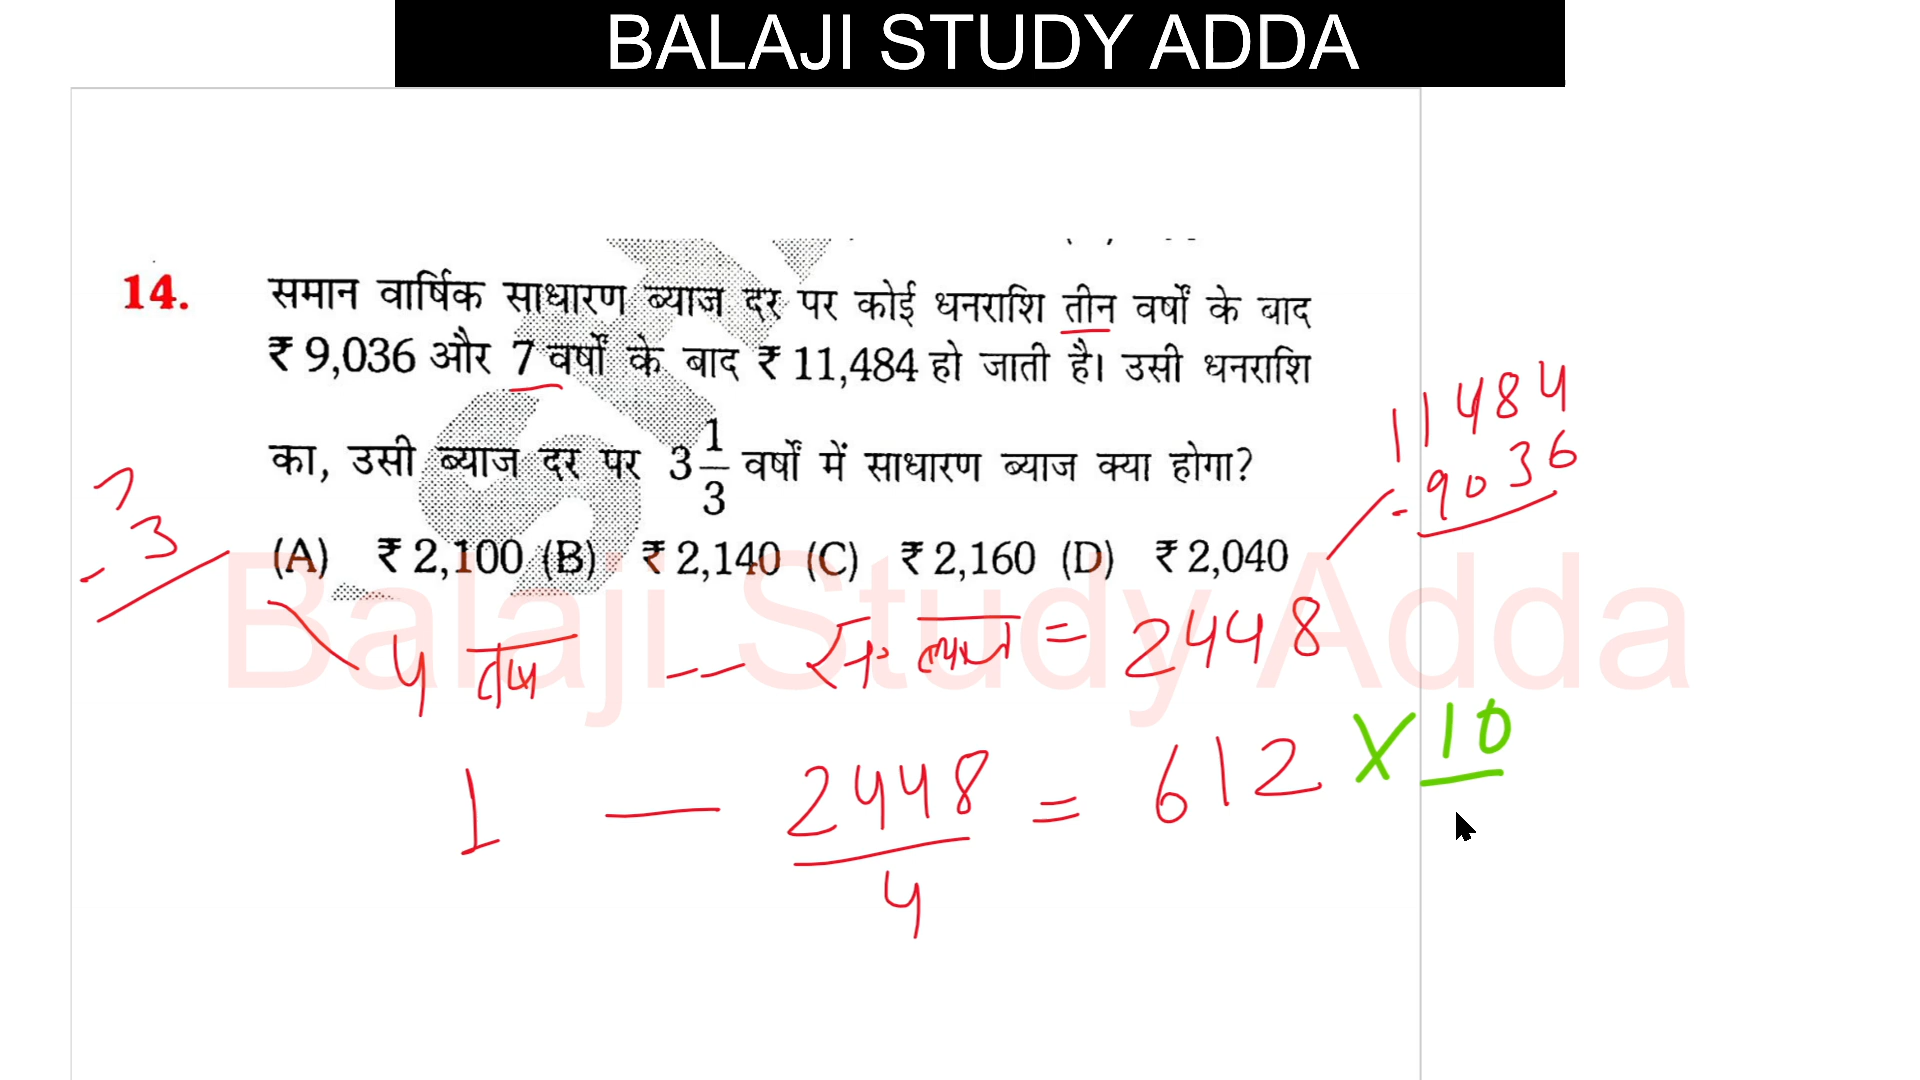 BALAJI STUDY ADDA
14. समान वार्षिक साधारण ब्याज दर पर कोई धनराशि तीन वर्षों के बाद
₹ 9,036 और 7 वर्षों के बाद ₹ 11,484 हो जाती है। उसी धनराशि
का, उसी ब्याज दर पर 3 1/3 वर्षों में साधारण ब्याज क्या होगा?
(A) ₹ 2,100 (B) ₹ 2,140 (C) ₹ 2,160 (D) ₹ 2,040
11484
- 9036
7
- 3
Balaji Study Adda
4 -- = 2448
1 — 2448/4 = 612 × 10